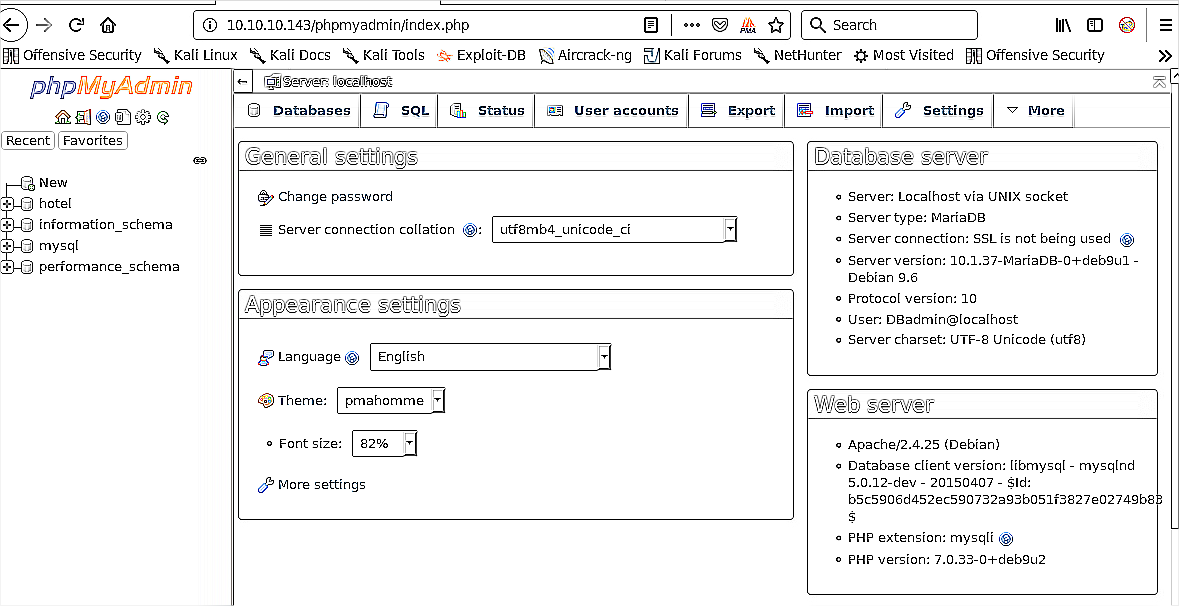 10.10.10.143/phpmyadmin/index.php
Search
Offensive Security Kali Linux Kali Docs Kali Tools Exploit-DB Aircrack-ng Kali Forums NetHunter Most Visited Offensive Security
phpMyAdmin
Recent Favorites
New
hotel
information_schema
mysql
performance_schema
Server: localhost
Databases SQL Status User accounts Export Import Settings More
General settings
Change password
Server connection collation : utf8mb4_unicode_ci
Appearance settings
Language English
Theme: pmahomme
Font size: 82%
More settings
Database server
Server: Localhost via UNIX socket
Server type: MariaDB
Server connection: SSL is not being used
Server version: 10.1.37-MariaDB-0+deb9u1 -
Debian 9.6
Protocol version: 10
User: DBadmin@localhost
Server charset: UTF-8 Unicode (utf8)
Web server
Apache/2.4.25 (Debian)
Database client version: libmysql - mysqlnd
5.0.12-dev - 20150407 - $Id:
b5c5906d452ec590732a93b051f3827e02749b83
$
PHP extension: mysqli
PHP version: 7.0.33-0+deb9u2